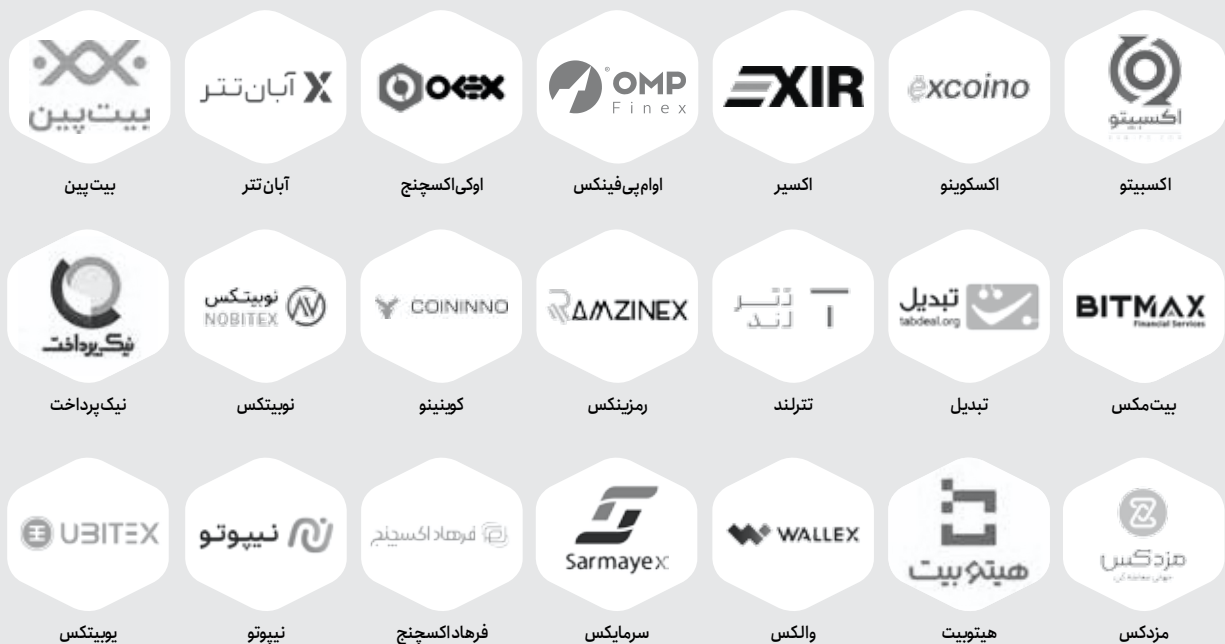 اکسبیتو
excoino
EXIR
OMP
Finex
OKEX
آبان‌تتر
بیت‌پین
اکسبیتو
اکسکوینو
اکسیر
اوام‌پی‌فینکس
اوکی‌اکسچنج
آبان‌تتر
بیت‌پین
BITMAX
Financial Services
تبدیل
tabdeal.org
تتر
لند
RAMZINEX
COININNO
نوبیتکس
NOBITEX
نیک‌پرداخت
بیت‌مکس
تبدیل
تترلند
رمزینکس
کوینینو
نوبیتکس
نیک‌پرداخت
مزدکس
هیتوبیت
WALLEX
Sarmayex
فرهاد اکسچنج
نیپوتو
UBITEX
مزدکس
هیتوبیت
والکس
سرمایکس
فرهاداکسچنج
نیپوتو
یوبیتکس